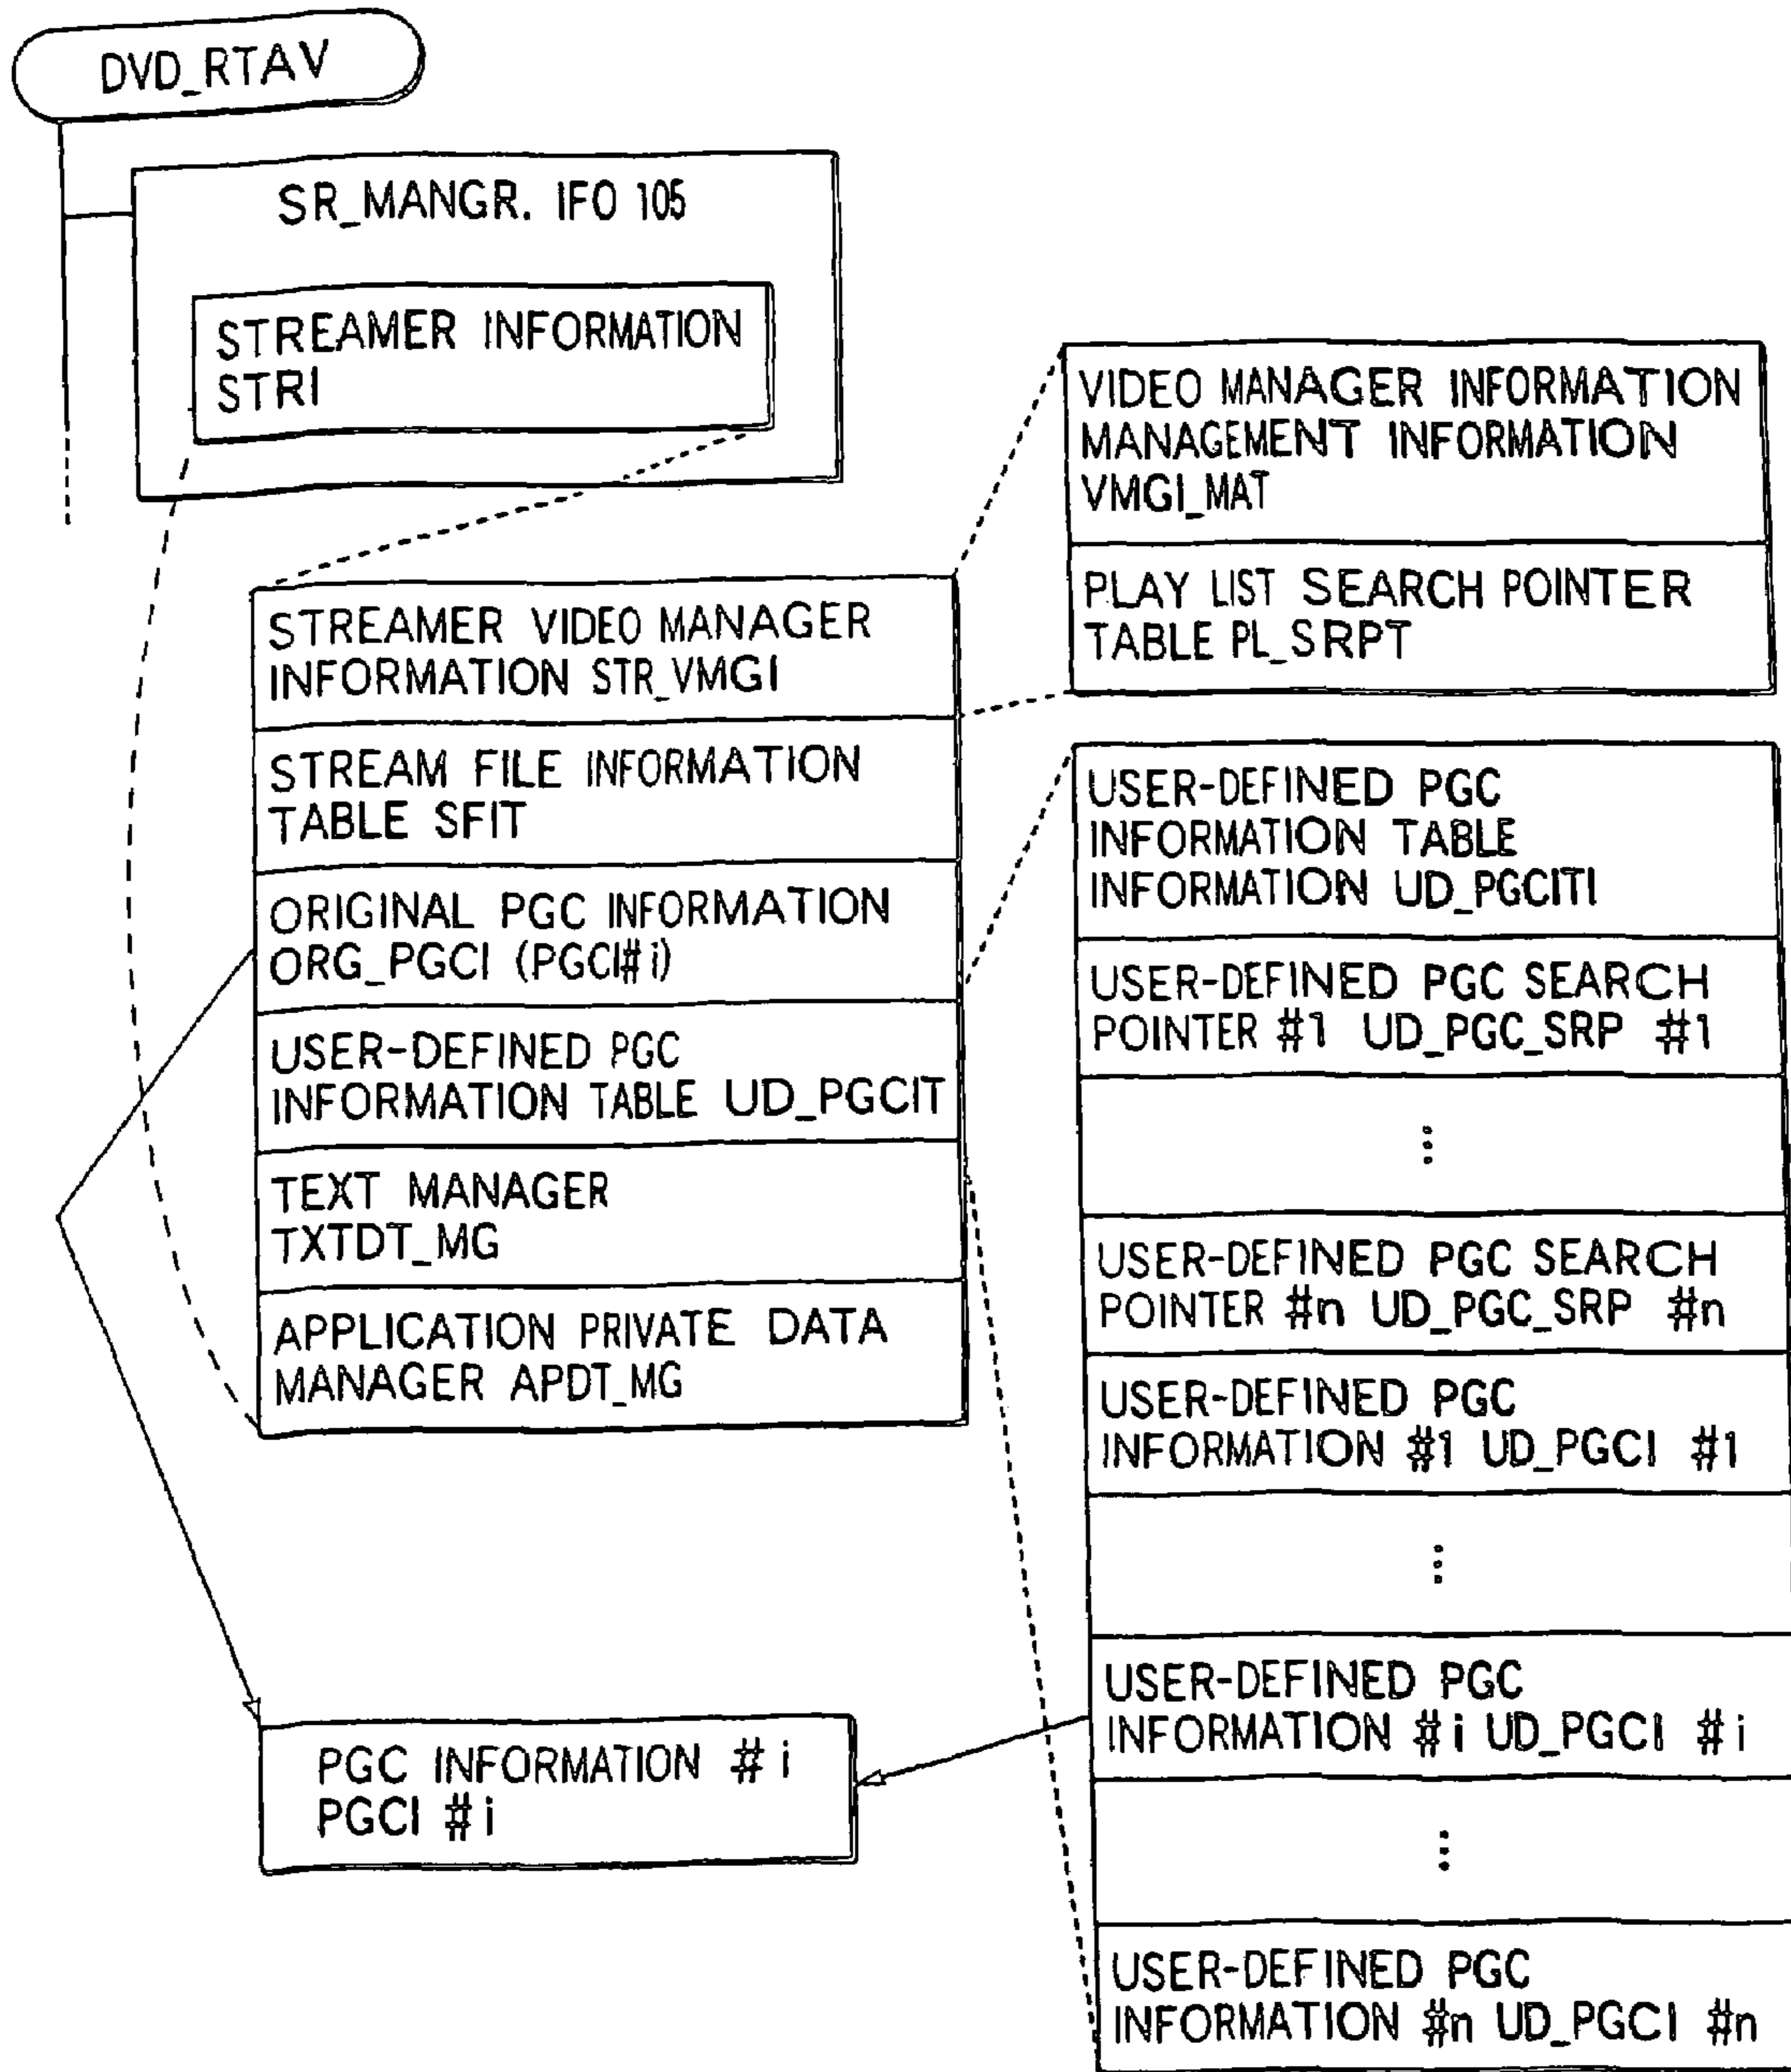 DVD_RTAV
SR_MANGR. IFO 105
STREAMER INFORMATION
STRI
STREAMER VIDEO MANAGER
INFORMATION STR_VMGI
STREAM FILE INFORMATION
TABLE SFIT
ORIGINAL PGC INFORMATION
ORG_PGCI (PGCI#i)
USER-DEFINED PGC
INFORMATION TABLE UD_PGCIT
TEXT MANAGER
TXTDT_MG
APPLICATION PRIVATE DATA
MANAGER APDT_MG
PGC INFORMATION #i
PGCI #i
VIDEO MANAGER INFORMATION
MANAGEMENT INFORMATION
VMGI_MAT
PLAY LIST SEARCH POINTER
TABLE PL_SRPT
USER-DEFINED PGC
INFORMATION TABLE
INFORMATION UD_PGCITI
USER-DEFINED PGC SEARCH
POINTER #1 UD_PGC_SRP #1
⋮
USER-DEFINED PGC SEARCH
POINTER #n UD_PGC_SRP #n
USER-DEFINED PGC
INFORMATION #1 UD_PGCI #1
⋮
USER-DEFINED PGC
INFORMATION #i UD_PGCI #i
⋮
USER-DEFINED PGC
INFORMATION #n UD_PGCI #n